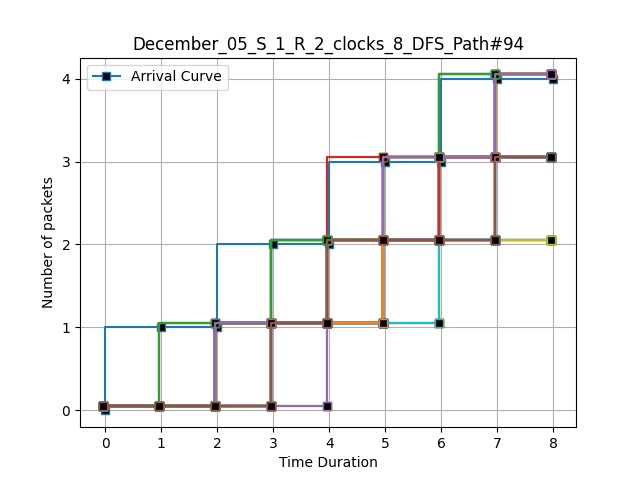 December_05_S_1_R_2_clocks_8_DFS_Path#94
Arrival Curve
Number of packets
4
3
2
1
0
0 1 2 3 4 5 6 7 8
Time Duration